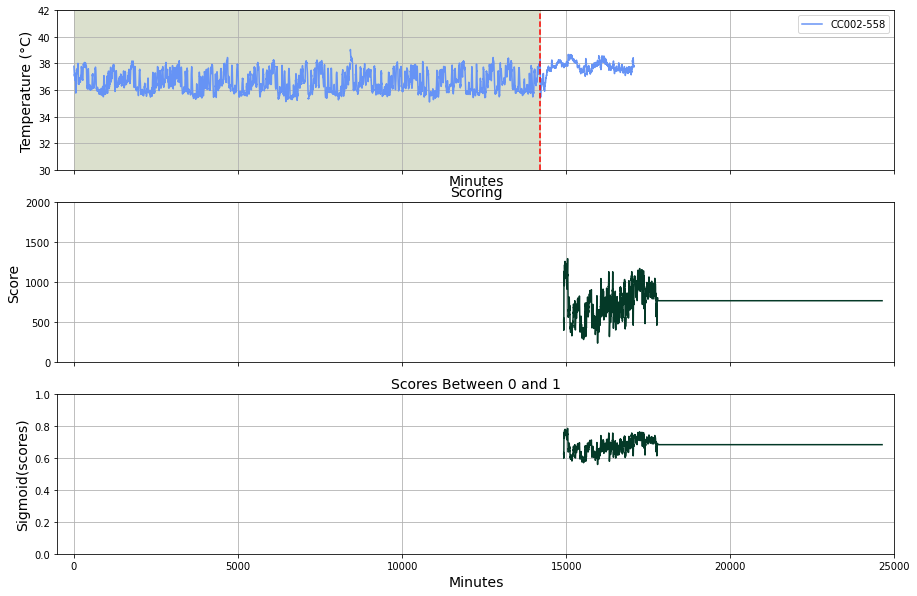 42
40
38
36
34
32
30
Temperature (°C)
CC002-558
Minutes
Scoring
2000
1500
1000
500
0
Score
Scores Between 0 and 1
1.0
0.8
0.6
0.4
0.2
0.0
Sigmoid(scores)
0 5000 10000 15000 20000 25000
Minutes